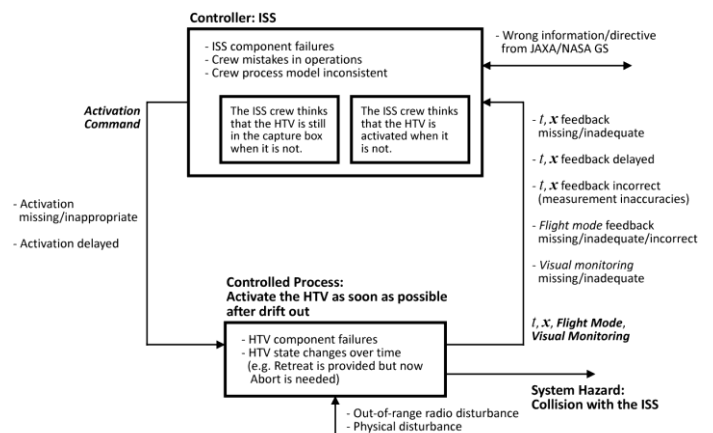 Controller: ISS
- ISS component failures
- Crew mistakes in operations
- Crew process model inconsistent
The ISS crew thinks
that the HTV is still
in the capture box
when it is not.
The ISS crew thinks
that the HTV is
activated when it
is not.
- Wrong information/directive
from JAXA/NASA GS
Activation
Command
- Activation
missing/inappropriate
- Activation delayed
- t, x feedback
missing/inadequate
- t, x feedback delayed
- t, x feedback incorrect
(measurement inaccuracies)
- Flight mode feedback
missing/inadequate/incorrect
- Visual monitoring
missing/inadequate
t, x, Flight Mode,
Visual Monitoring
Controlled Process:
Activate the HTV as soon as possible
after drift out
- HTV component failures
- HTV state changes over time
(e.g. Retreat is provided but now
Abort is needed)
System Hazard:
Collision with the ISS
- Out-of-range radio disturbance
- Physical disturbance